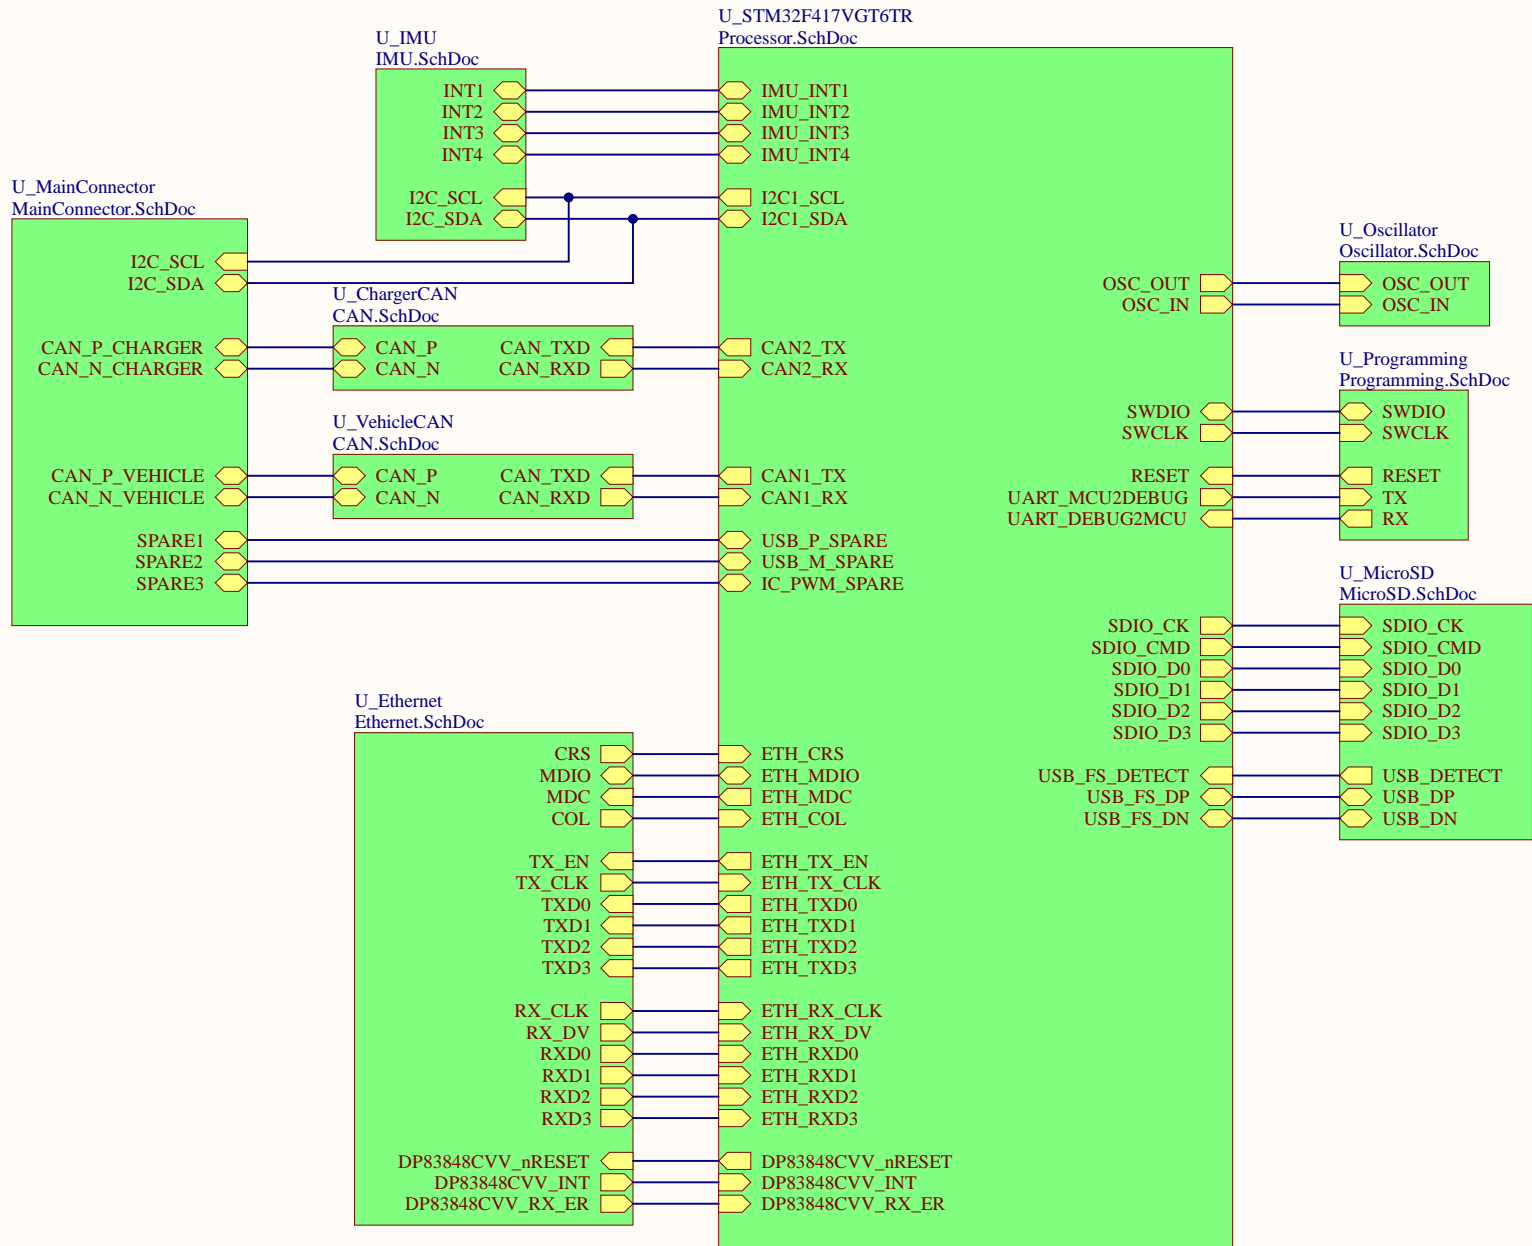 U_STM32F417VGT6TR
Processor.SchDoc
U_IMU
IMU.SchDoc
INT1
INT2
INT3
INT4
I2C_SCL
I2C_SDA
IMU_INT1
IMU_INT2
IMU_INT3
IMU_INT4
I2C1_SCL
I2C1_SDA
U_MainConnector
MainConnector.SchDoc
I2C_SCL
I2C_SDA
CAN_P_CHARGER
CAN_N_CHARGER
CAN_P_VEHICLE
CAN_N_VEHICLE
SPARE1
SPARE2
SPARE3
U_ChargerCAN
CAN.SchDoc
CAN_P CAN_TXD
CAN_N CAN_RXD
CAN2_TX
CAN2_RX
U_VehicleCAN
CAN.SchDoc
CAN_P CAN_TXD
CAN_N CAN_RXD
CAN1_TX
CAN1_RX
USB_P_SPARE
USB_M_SPARE
IC_PWM_SPARE
U_Oscillator
Oscillator.SchDoc
OSC_OUT OSC_OUT
OSC_IN OSC_IN
U_Programming
Programming.SchDoc
SWDIO SWDIO
SWCLK SWCLK
RESET RESET
UART_MCU2DEBUG TX
UART_DEBUG2MCU RX
U_MicroSD
MicroSD.SchDoc
SDIO_CK SDIO_CK
SDIO_CMD SDIO_CMD
SDIO_D0 SDIO_D0
SDIO_D1 SDIO_D1
SDIO_D2 SDIO_D2
SDIO_D3 SDIO_D3
USB_FS_DETECT USB_DETECT
USB_FS_DP USB_DP
USB_FS_DN USB_DN
U_Ethernet
Ethernet.SchDoc
CRS ETH_CRS
MDIO ETH_MDIO
MDC ETH_MDC
COL ETH_COL
TX_EN ETH_TX_EN
TX_CLK ETH_TX_CLK
TXD0 ETH_TXD0
TXD1 ETH_TXD1
TXD2 ETH_TXD2
TXD3 ETH_TXD3
RX_CLK ETH_RX_CLK
RX_DV ETH_RX_DV
RXD0 ETH_RXD0
RXD1 ETH_RXD1
RXD2 ETH_RXD2
RXD3 ETH_RXD3
DP83848CVV_nRESET DP83848CVV_nRESET
DP83848CVV_INT DP83848CVV_INT
DP83848CVV_RX_ER DP83848CVV_RX_ER